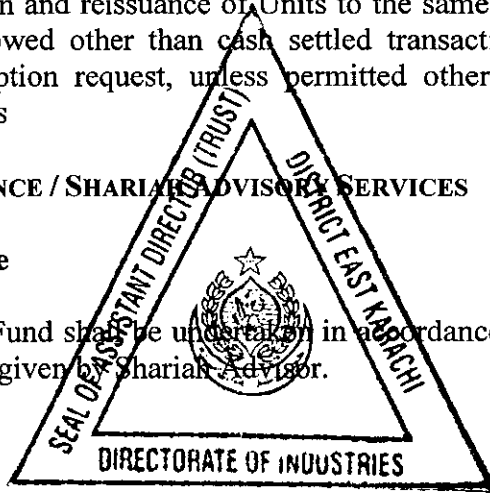 n and reissuance of Units to the same
owed other than cash settled transacti
ption request, unless permitted other
s
NCE / SHARIAH ADVISORY SERVICES
e
Fund shall be undertaken in accordance
given by Shariah Advisor.
SEAL OF ASSISTANT DIRECTOR (TRUST)
DISTRICT EAST KARACHI
DIRECTORATE OF INDUSTRIES